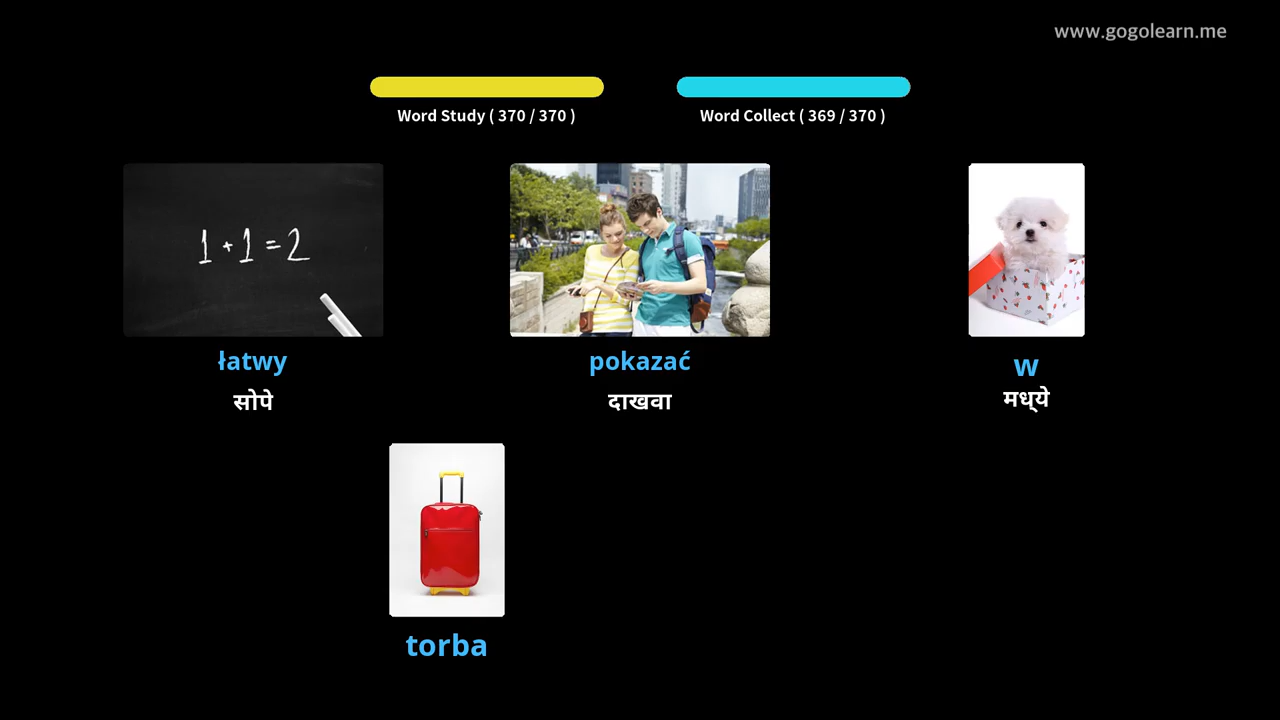 www.gogolearn.me
Word Study ( 370 / 370 )
Word Collect ( 369 / 370 )
1 + 1 = 2
łatwy
pokazać
w
सोपे
दाखवा
मध्ये
torba